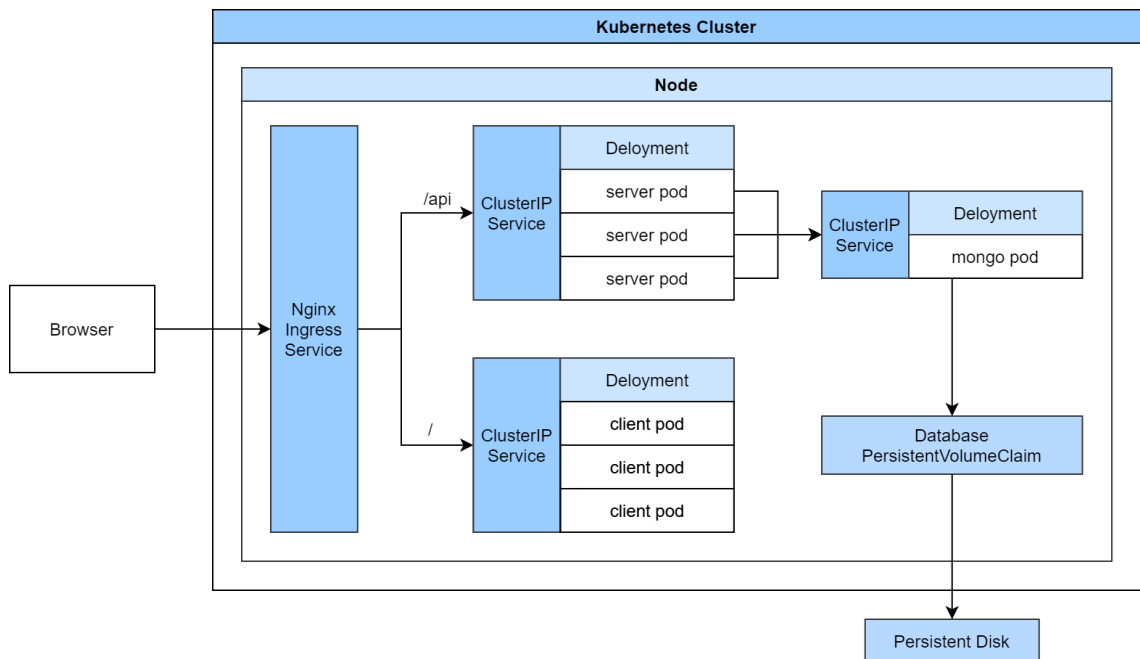 Kubernetes Cluster
Node
Nginx
Ingress
Service
Browser
/api
ClusterIP
Service
Deloyment
server pod
server pod
server pod
/
ClusterIP
Service
Deloyment
client pod
client pod
client pod
ClusterIP
Service
Deloyment
mongo pod
Database
PersistentVolumeClaim
Persistent Disk